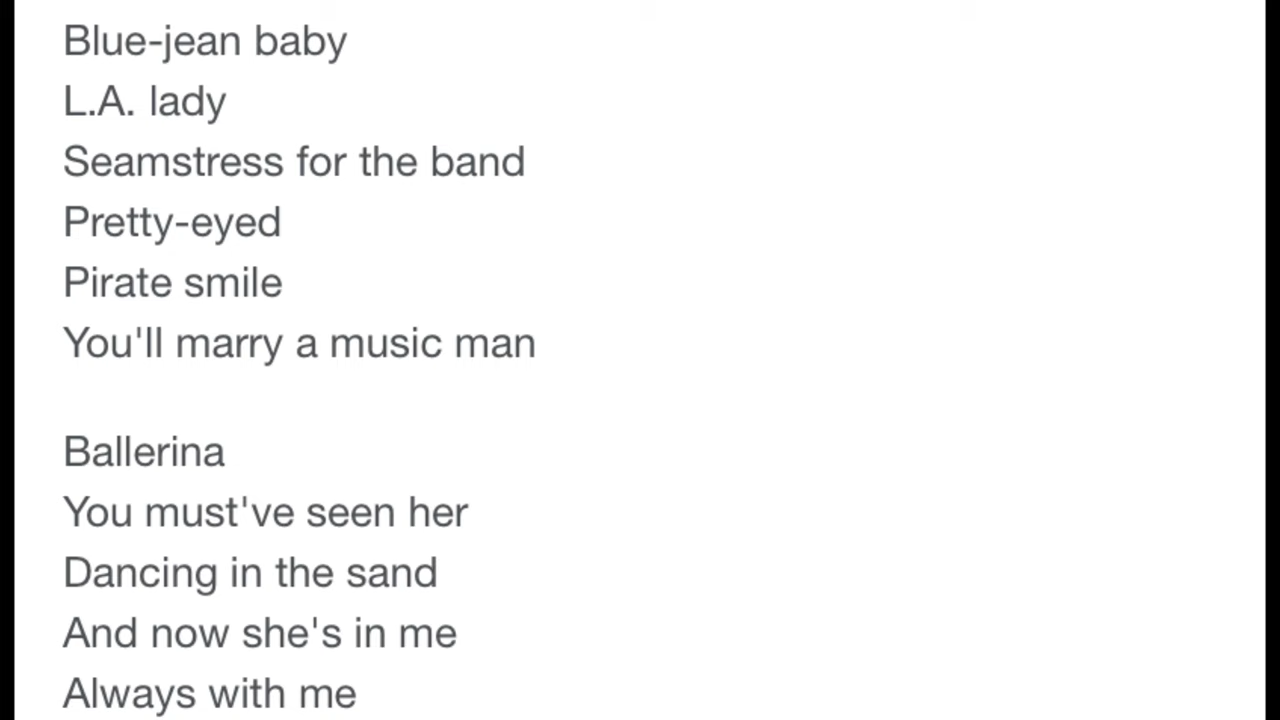 Blue-jean baby
L.A. lady
Seamstress for the band
Pretty-eyed
Pirate smile
You'll marry a music man

Ballerina
You must've seen her
Dancing in the sand
And now she's in me
Always with me